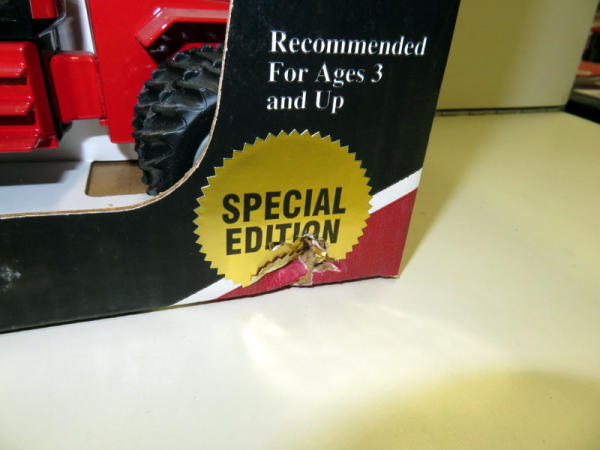 Recommended
For Ages 3
and Up
SPECIAL
EDITION